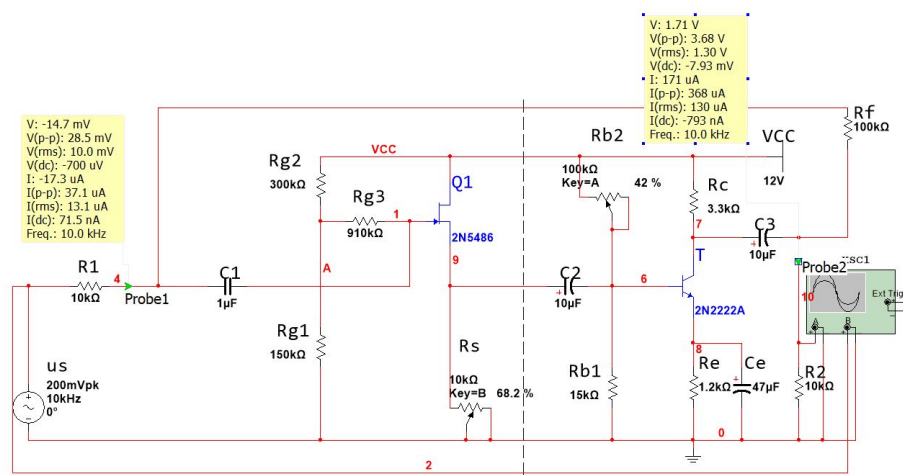 V: 1.71 V
V(p-p): 3.68 V
V(rms): 1.30 V
V(dc): -7.93 mV
I: 171 uA
I(p-p): 368 uA
I(rms): 130 uA
I(dc): -793 nA
Freq.: 10.0 kHz
V: -14.7 mV
V(p-p): 28.5 mV
V(rms): 10.0 mV
V(dc): -700 uV
I: -17.3 uA
I(p-p): 37.1 uA
I(rms): 13.1 uA
I(dc): 71.5 nA
Freq.: 10.0 kHz
Rf
100kΩ
Rb2
VCC
12V
VCC
Rg2
300kΩ
Q1
2N5486
100kΩ
Key=A
42 %
Rc
3.3kΩ
Rg3
910kΩ
1
7
C3
10µF
9
A
R1
10kΩ
4
Probe1
C1
1µF
C2
10µF
6
T
2N2222A
Probe2
SC1
Ext Trig
10
A
B
Rg1
150kΩ
Rs
10kΩ
Key=B
68.2 %
Rb1
15kΩ
8
Re
1.2kΩ
Ce
47µF
R2
10kΩ
us
200mVpk
10kHz
0°
0
2